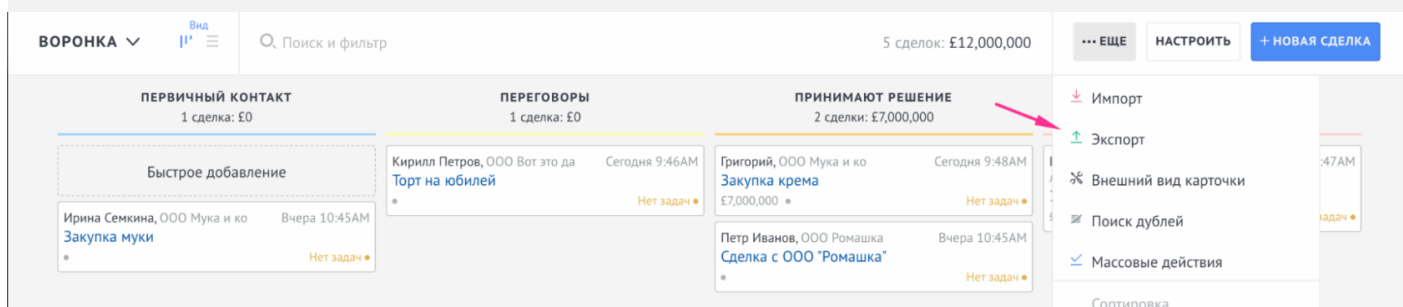 ВОРОНКА
Вид
Поиск и фильтр
5 сделок: £12,000,000
••• ЕЩЕ
НАСТРОИТЬ
+ НОВАЯ СДЕЛКА
ПЕРВИЧНЫЙ КОНТАКТ
1 сделка: £0
Быстрое добавление
Ирина Семкина, ООО Мука и ко Вчера 10:45AM
Закупка муки
Нет задач
ПЕРЕГОВОРЫ
1 сделка: £0
Кирилл Петров, ООО Вот это да Сегодня 9:46AM
Торт на юбилей
Нет задач
ПРИНИМАЮТ РЕШЕНИЕ
2 сделки: £7,000,000
Григорий, ООО Мука и ко Сегодня 9:48AM
Закупка крема
£7,000,000
Нет задач
Петр Иванов, ООО Ромашка Вчера 10:45AM
Сделка с ООО "Ромашка"
Нет задач
Импорт
Экспорт
Внешний вид карточки
Поиск дублей
Массовые действия
Сортировка
:47AM